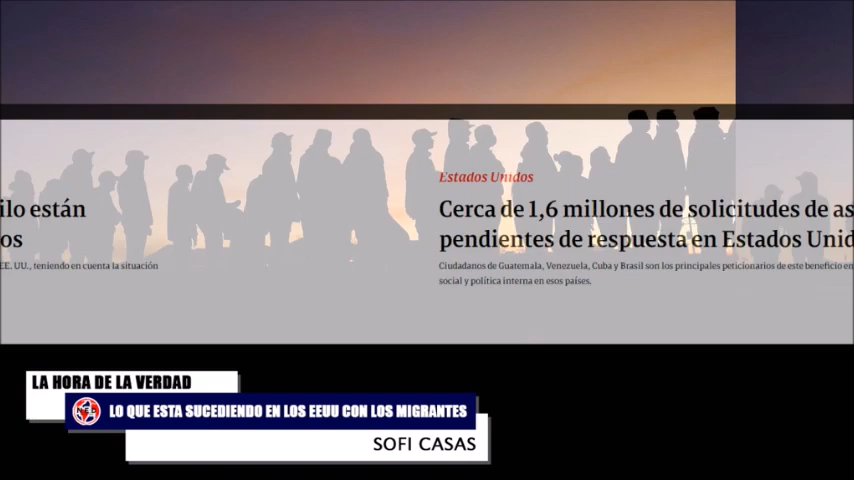 ilo están
os
EE. UU., teniendo en cuenta la situación
Estados Unidos
Cerca de 1,6 millones de solicitudes de as
pendientes de respuesta en Estados Unid
Ciudadanos de Guatemala, Venezuela, Cuba y Brasil son los principales peticionarios de este beneficio en
social y política interna en esos países.
LA HORA DE LA VERDAD
LO QUE ESTA SUCEDIENDO EN LOS EEUU CON LOS MIGRANTES
SOFI CASAS